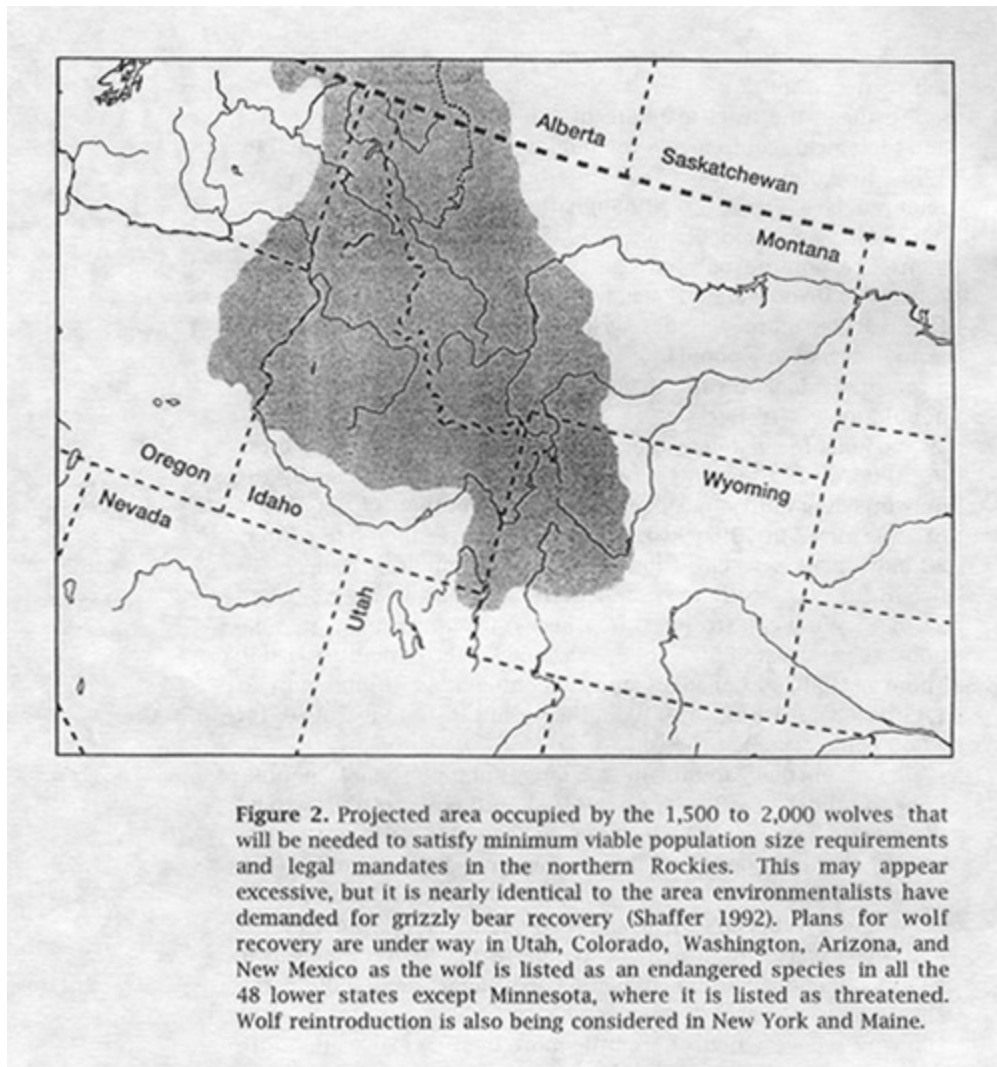 Alberta
Saskatchewan
Montana
Oregon
Idaho
Nevada
Wyoming
Utah
Figure 2. Projected area occupied by the 1,500 to 2,000 wolves that
will be needed to satisfy minimum viable population size requirements
and legal mandates in the northern Rockies. This may appear
excessive, but it is nearly identical to the area environmentalists have
demanded for grizzly bear recovery (Shaffer 1992). Plans for wolf
recovery are under way in Utah, Colorado, Washington, Arizona, and
New Mexico as the wolf is listed as an endangered species in all the
48 lower states except Minnesota, where it is listed as threatened.
Wolf reintroduction is also being considered in New York and Maine.